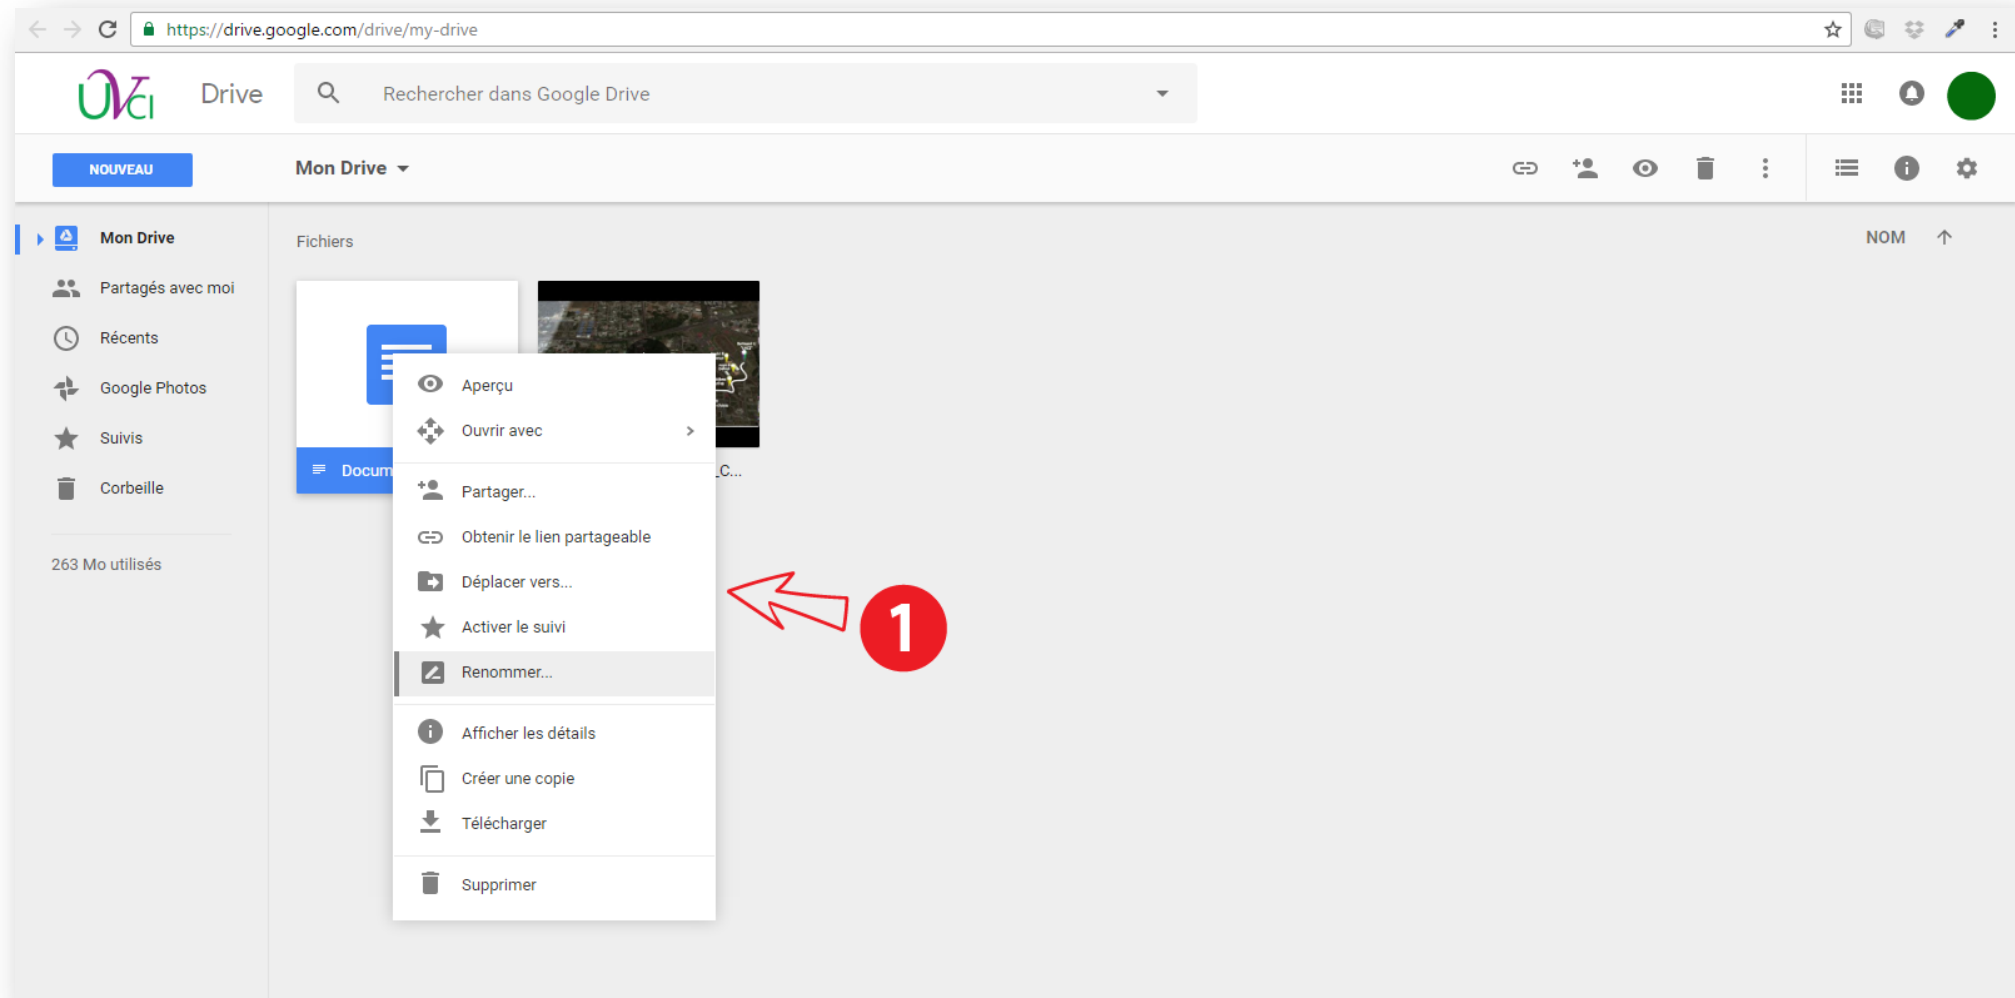 https://drive.google.com/drive/my-drive
UVCI Drive Rechercher dans Google Drive
NOUVEAU Mon Drive
Mon Drive
Fichiers
NOM
Partagés avec moi
Récents
Google Photos
Suivis
Corbeille
263 Mo utilisés
Docum
_C...
Aperçu
Ouvrir avec
Partager...
Obtenir le lien partageable
Déplacer vers...
Activer le suivi
Renommer...
Afficher les détails
Créer une copie
Télécharger
Supprimer
1